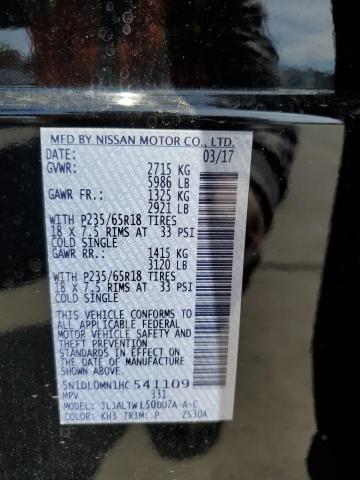 MFD BY NISSAN MOTOR CO., LTD.
DATE: 03/17
GVWR: 2715 KG
5986 LB
GAWR FR.: 1325 KG
2921 LB
WITH P235/65R18 TIRES
18 X 7.5 RIMS AT 33 PSI
COLD SINGLE
GAWR RR.: 1415 KG
3120 LB
WITH P235/65R18 TIRES
18 X 7.5 RIMS AT 33 PSI
COLD SINGLE
THIS VEHICLE CONFORMS TO
ALL APPLICABLE FEDERAL MOTOR
VEHICLE SAFETY STANDARDS IN
EFFECT ON THE DATE OF
MANUFACTURE SHOWN ABOVE.
5N1DL0MN1HC541109
MPV 331
MODEL: JLJALTWL50DU7A-A-C
COLOR: KH3 TRIM: P 2530A